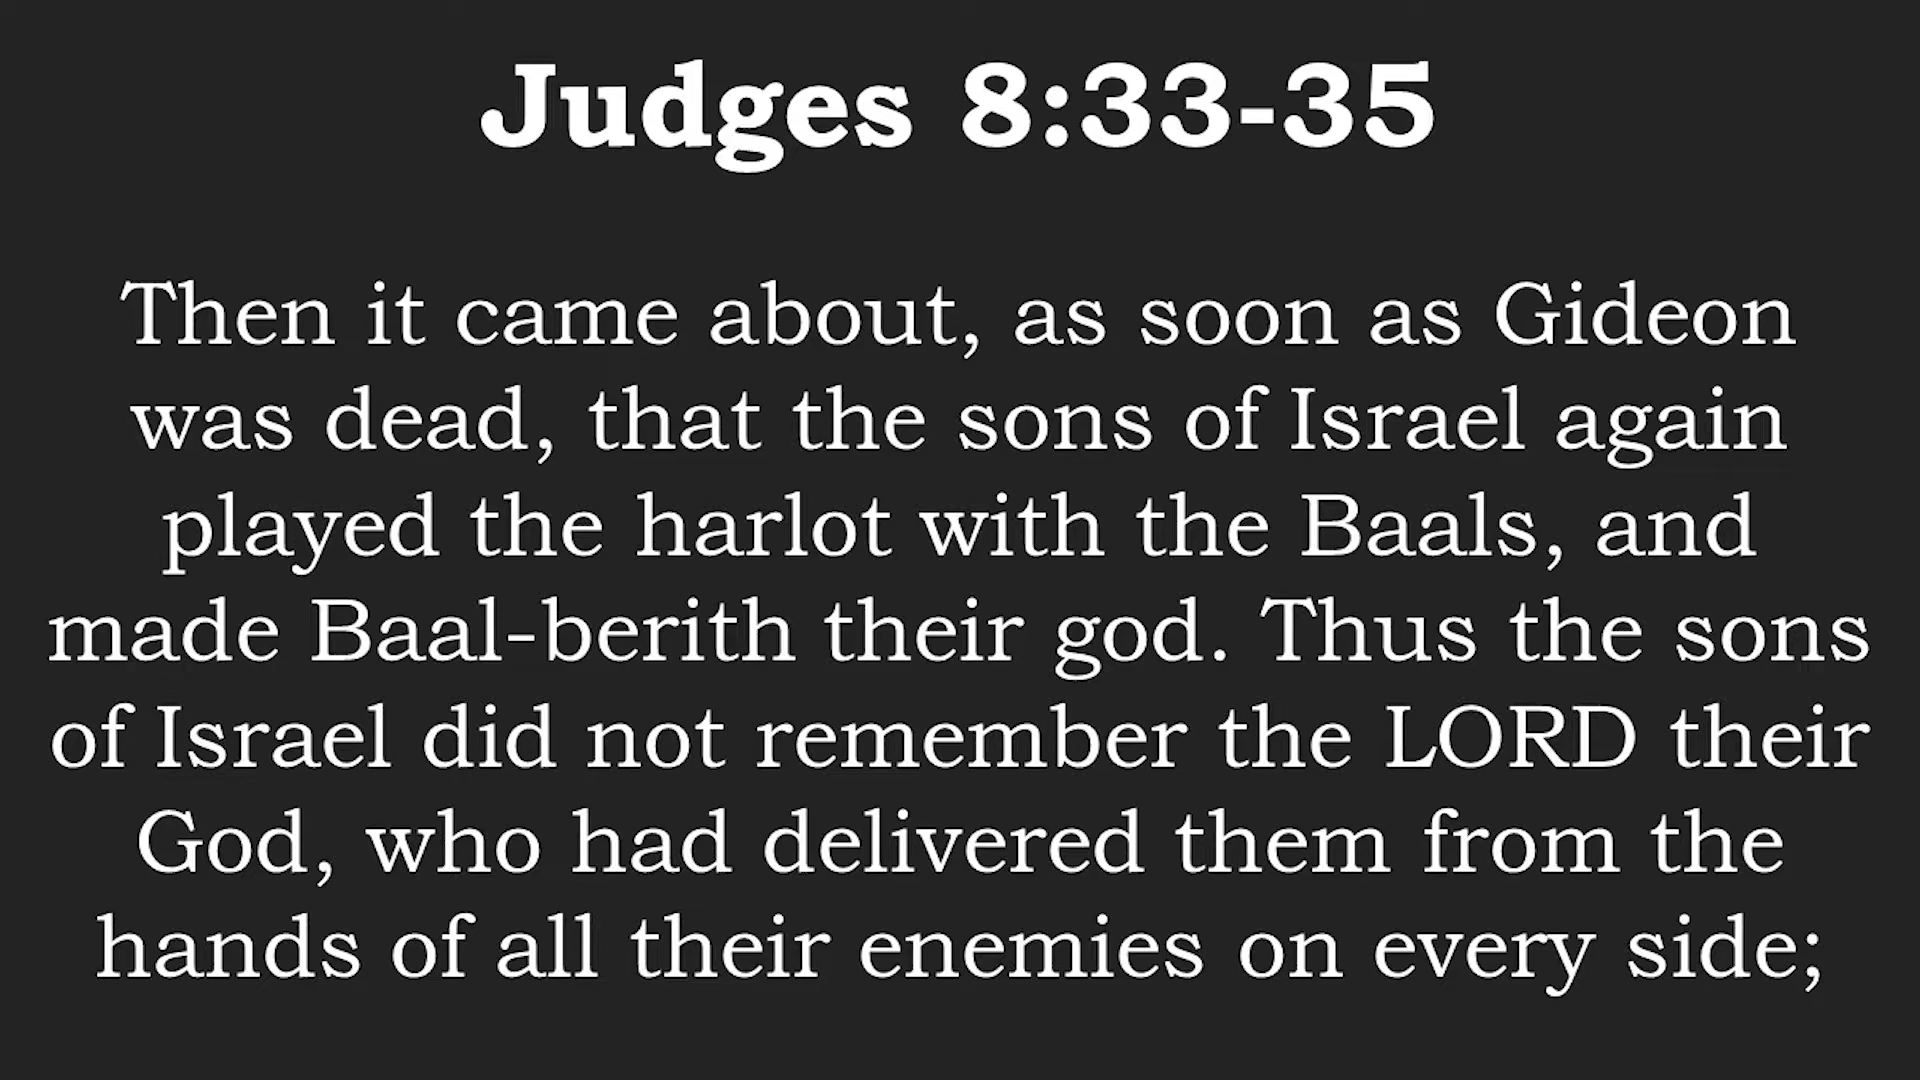 Judges 8:33-35
Then it came about, as soon as Gideon
was dead, that the sons of Israel again
played the harlot with the Baals, and
made Baal-berith their god. Thus the sons
of Israel did not remember the LORD their
God, who had delivered them from the
hands of all their enemies on every side;